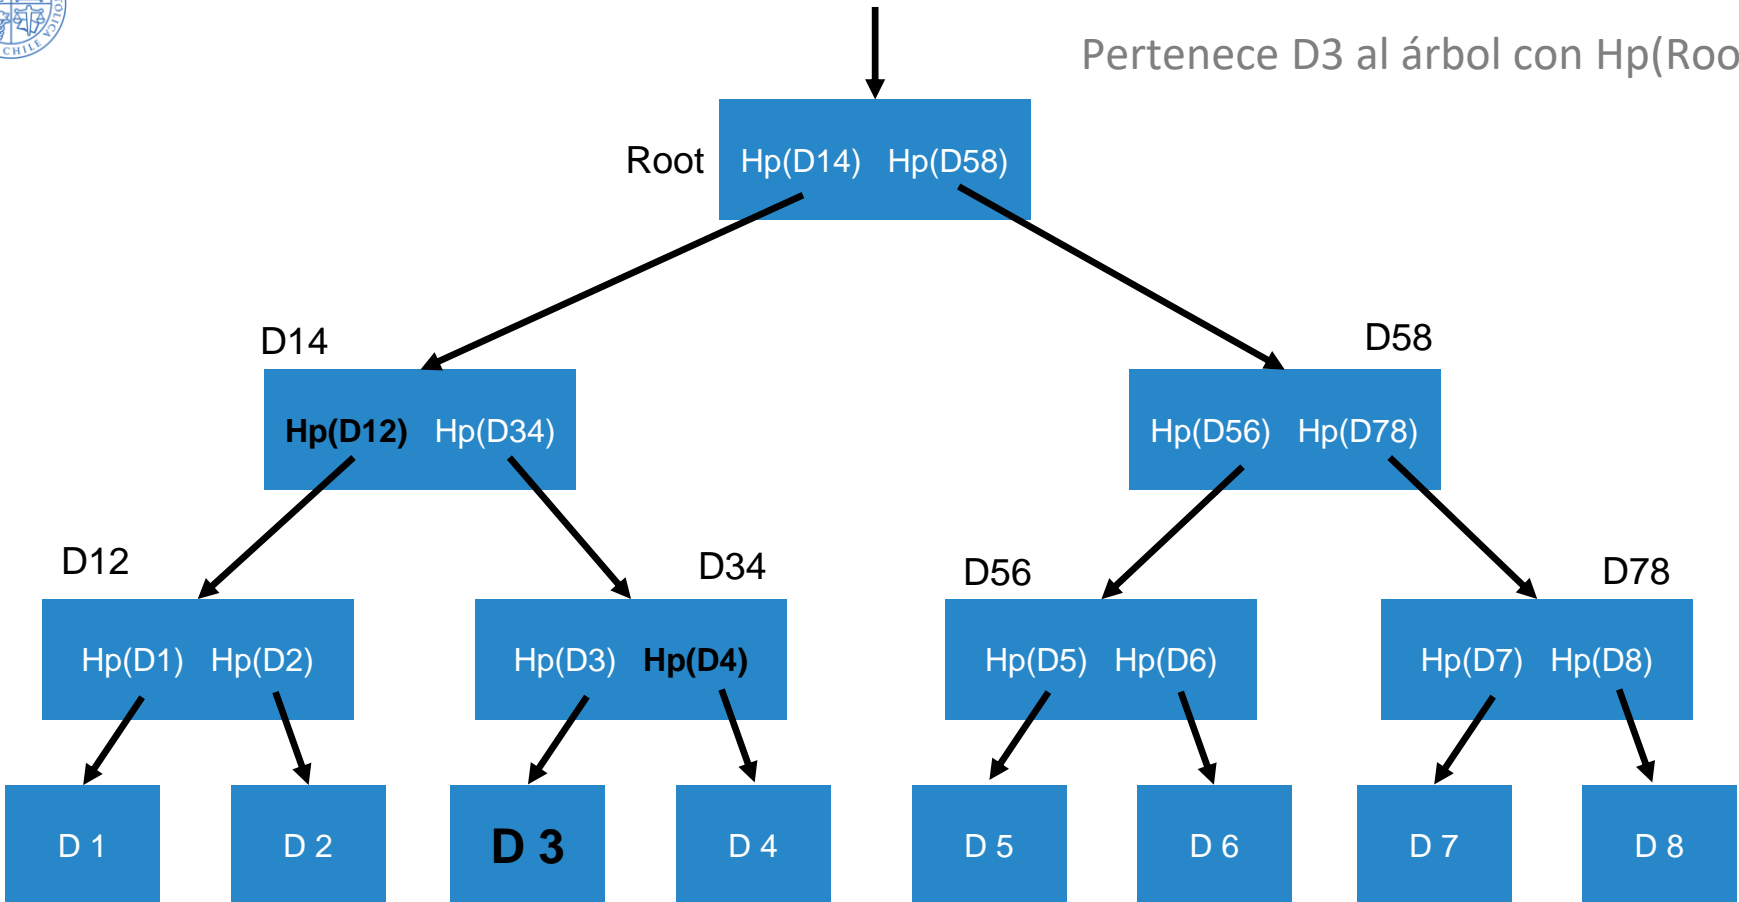 Pertenece D3 al árbol con Hp(Roo
Root
Hp(D14) Hp(D58)
D14
D58
Hp(D12) Hp(D34)
Hp(D56) Hp(D78)
D12
D34
D56
D78
Hp(D1) Hp(D2)
Hp(D3) Hp(D4)
Hp(D5) Hp(D6)
Hp(D7) Hp(D8)
D 1
D 2
D 3
D 4
D 5
D 6
D 7
D 8
CHILE